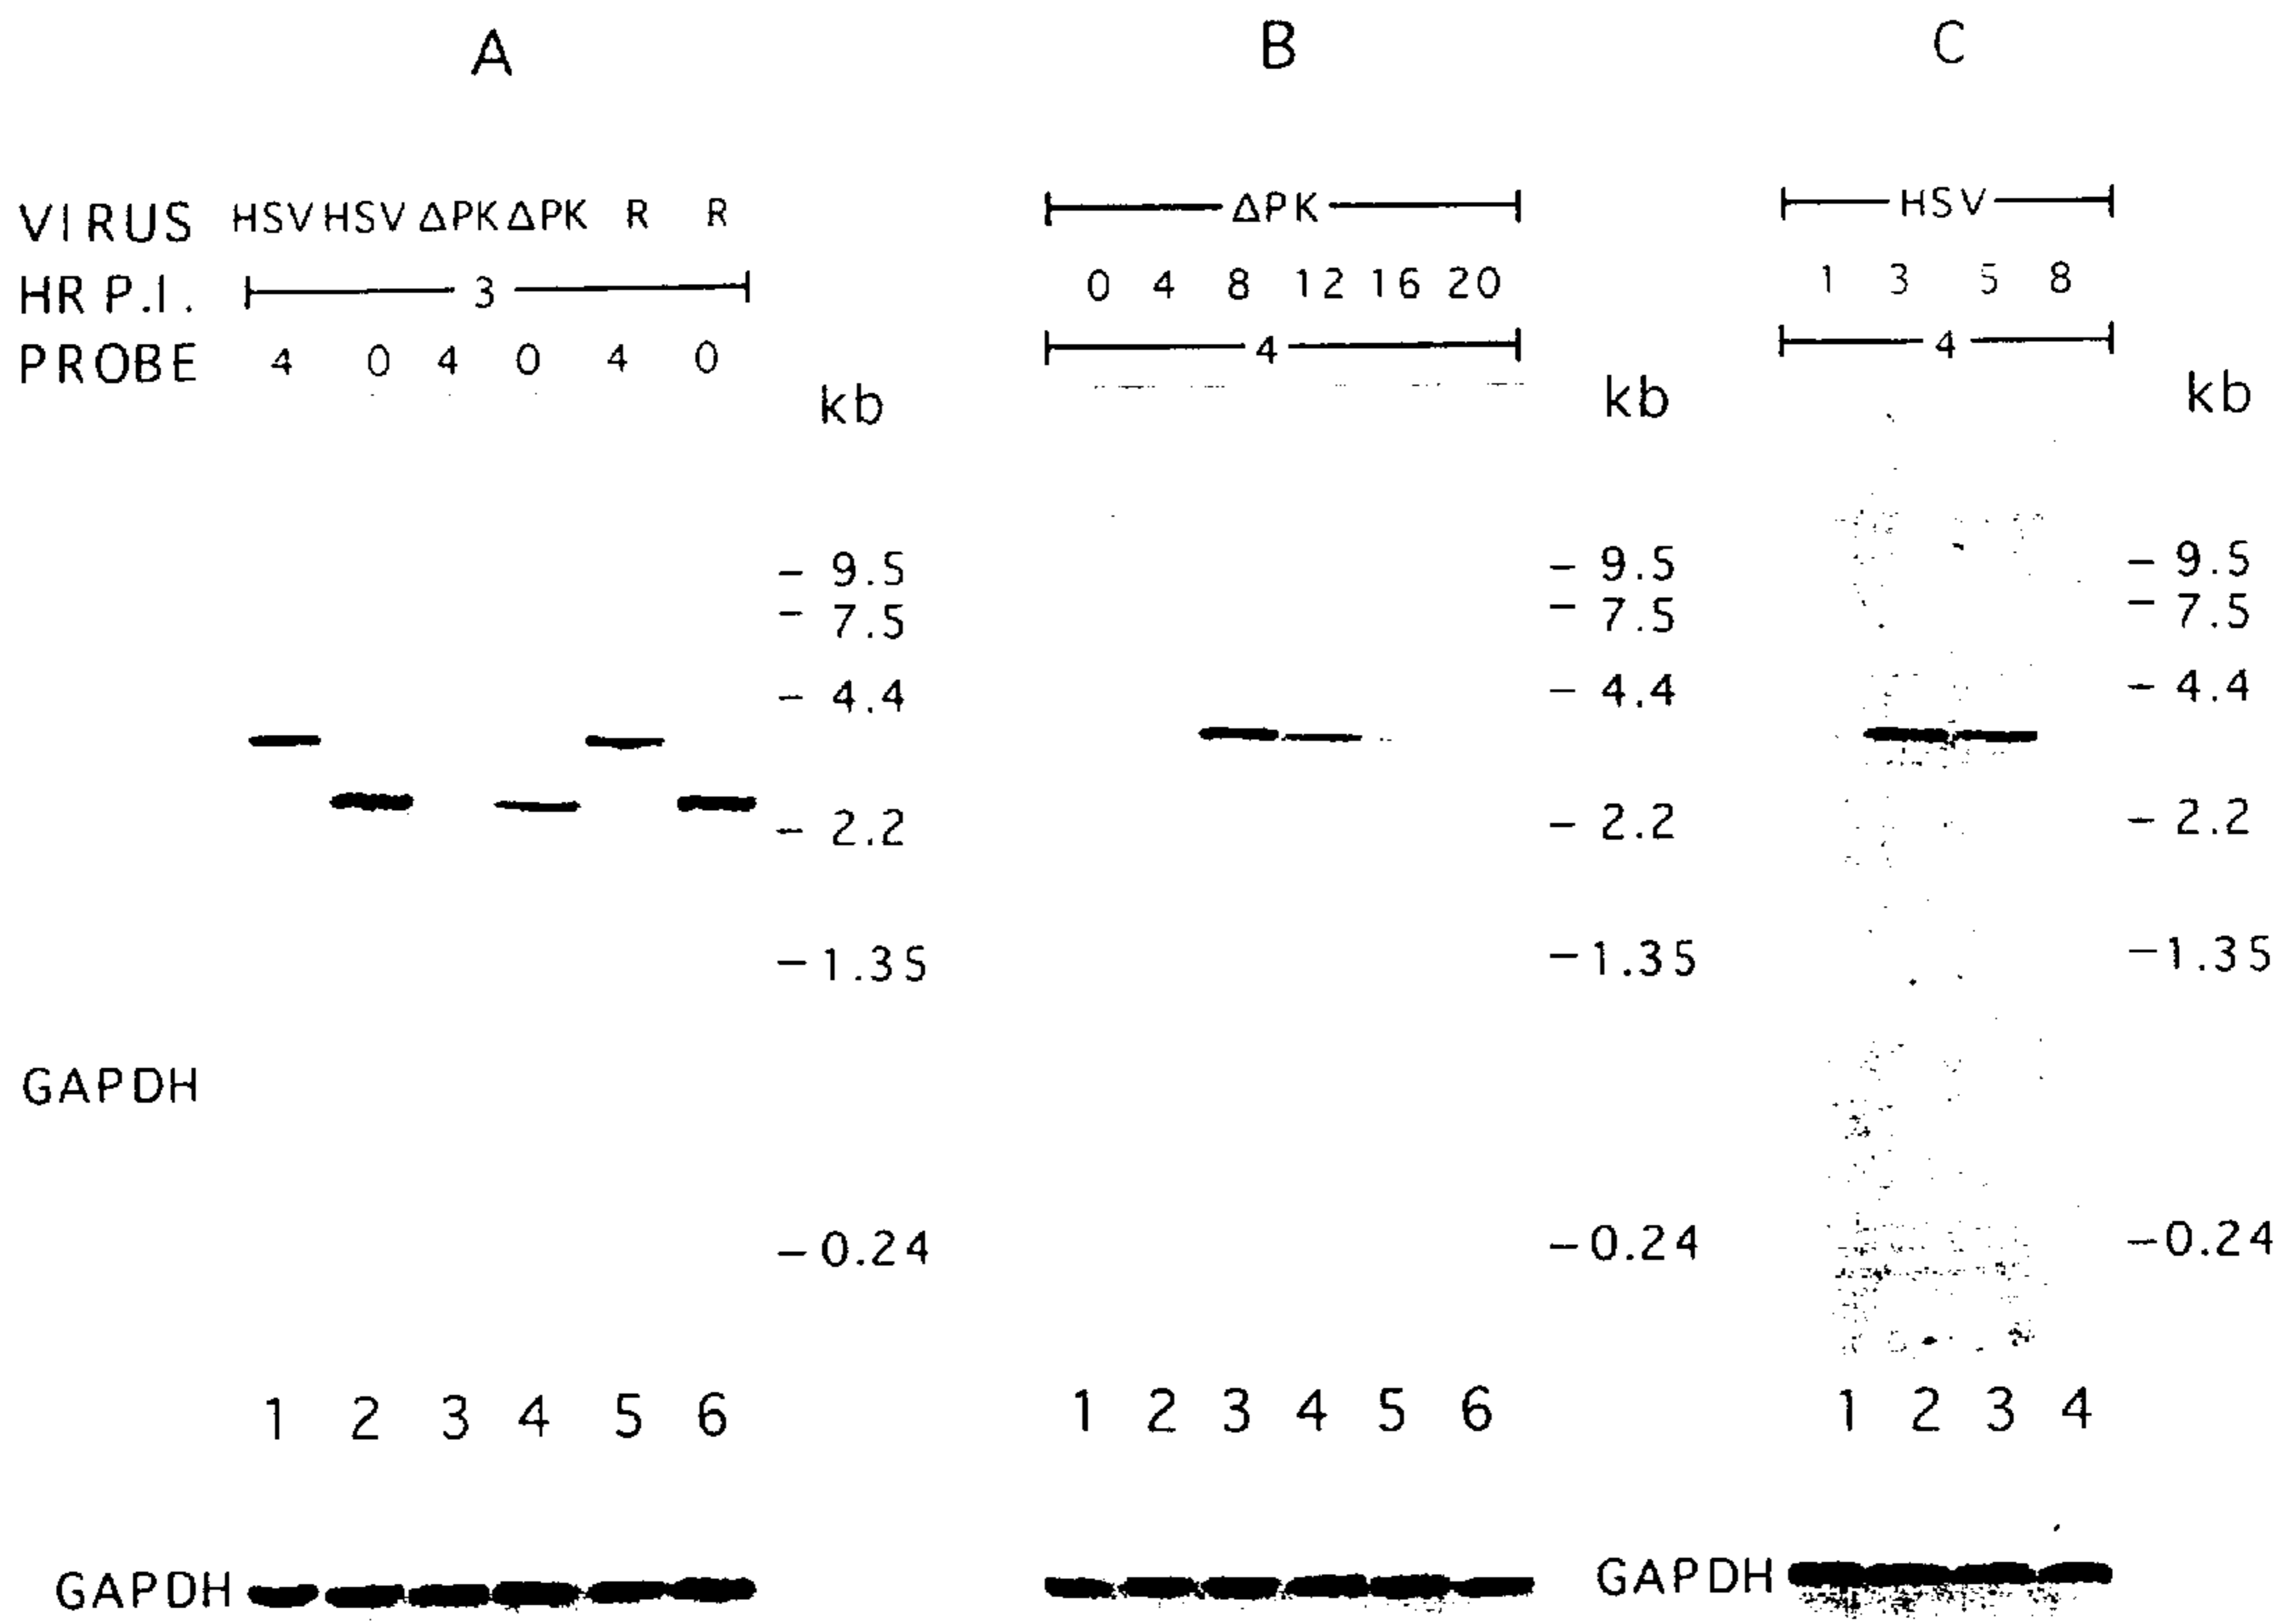 A B C
VIRUS HSV HSV ΔPK ΔPK R R ΔPK HSV
HR P.I. 3 0 4 8 12 16 20 1 3 5 8
PROBE 4 0 4 0 4 0 4 4
kb kb kb
- 9.5 - 9.5 - 9.5
- 7.5 - 7.5 - 7.5
- 4.4 - 4.4 - 4.4
- 2.2 - 2.2 - 2.2
-1.35 -1.35 -1.35
GAPDH
-0.24 -0.24 -0.24
1 2 3 4 5 6 1 2 3 4 5 6 1 2 3 4
GAPDH GAPDH